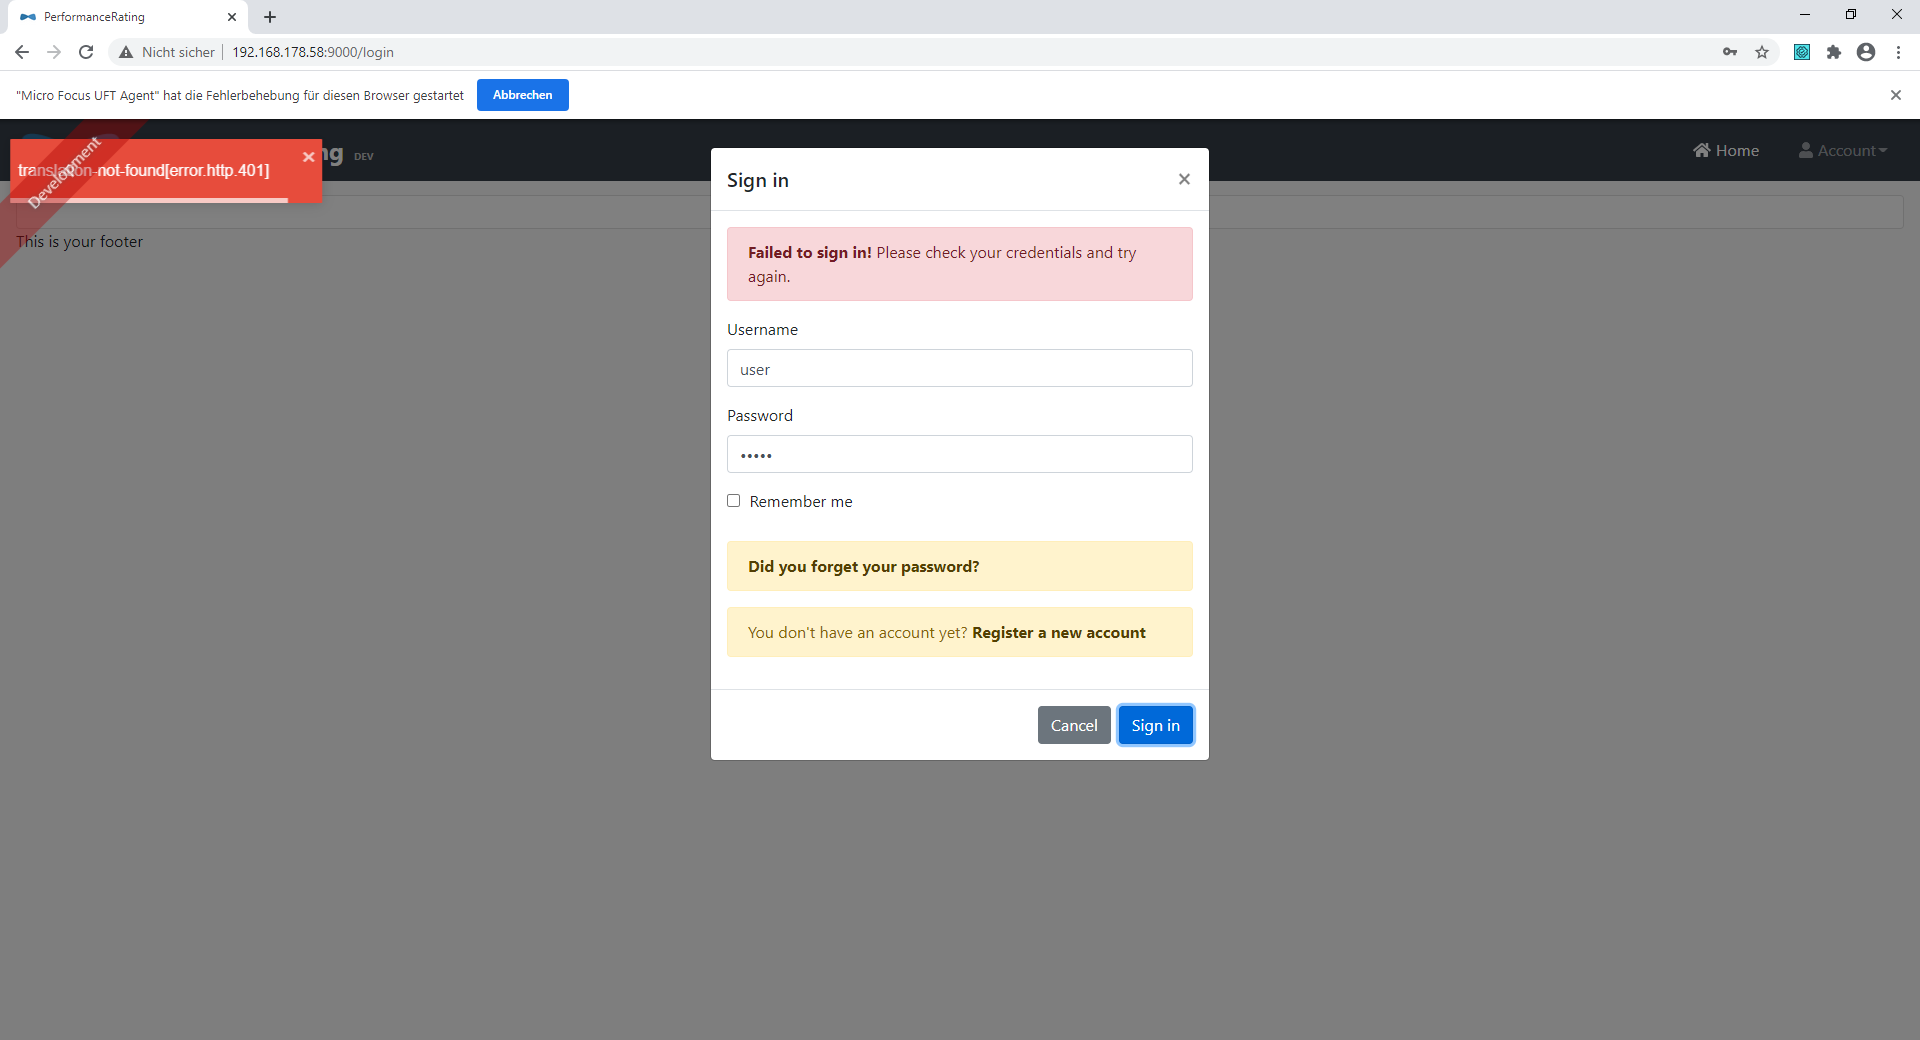 PerformanceRating
Nicht sicher
192.168.178.58:9000/login
"Micro Focus UFT Agent" hat die Fehlerbehebung für diesen Browser gestartet
Abbrechen
Development
ng DEV
translation-not-found[error.http.401]
Home
Account
This is your footer
Sign in
Failed to sign in! Please check your credentials and try
again.
Username
user
Password
•••••
Remember me
Did you forget your password?
You don't have an account yet? Register a new account
Cancel
Sign in